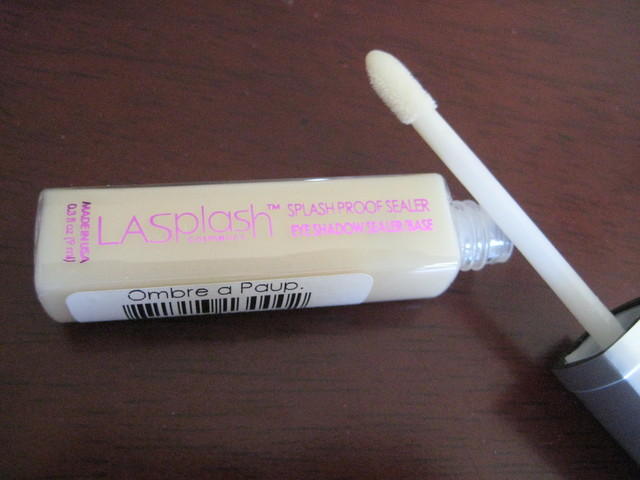 LASplash™
cosmetics
SPLASH PROOF SEALER
EYE SHADOW SEALER/BASE
MADE IN USA
0.3 fl oz (9 ml)
Ombre a Paup.